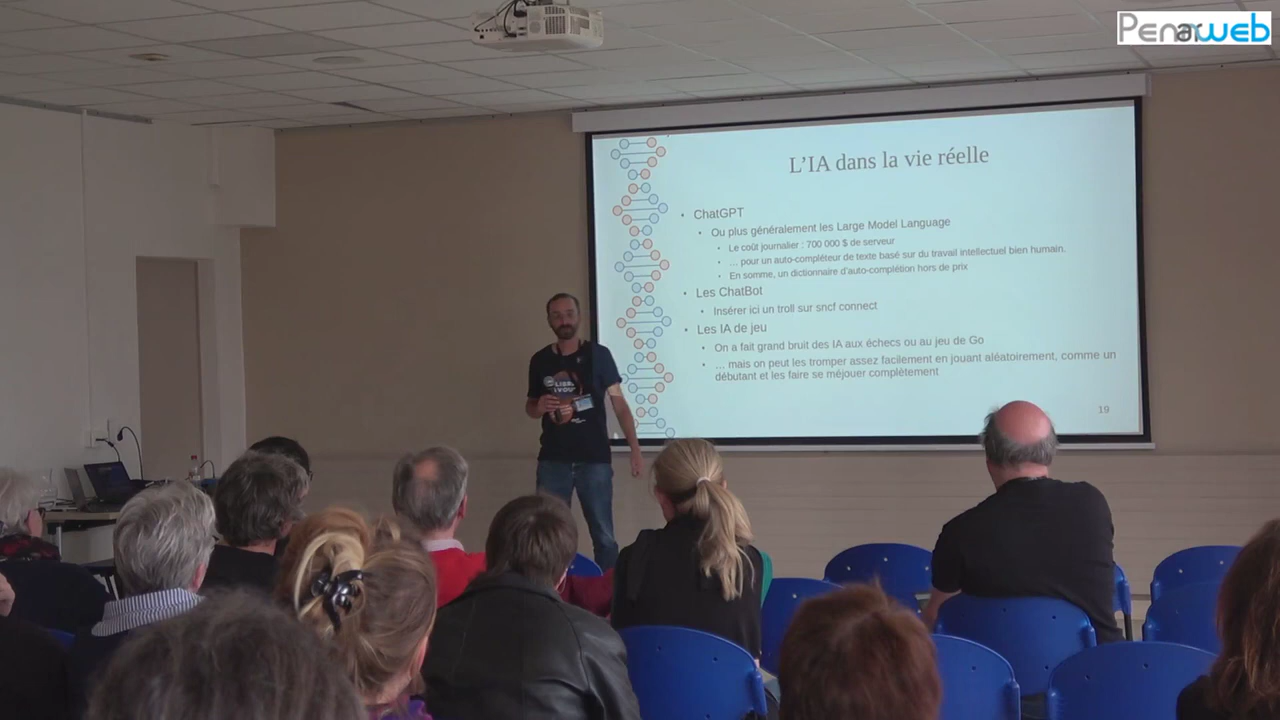 Penarweb
L'IA dans la vie réelle
• ChatGPT
• Ou plus généralement les Large Model Language
• Le coût journalier : 700 000 $ de serveur
• … pour un auto-compléteur de texte basé sur du travail intellectuel bien humain.
• En somme, un dictionnaire d'auto-complétion hors de prix
• Les ChatBot
• Insérer ici un troll sur sncf connect
• Les IA de jeu
• On a fait grand bruit des IA aux échecs ou au jeu de Go
• … mais on peut les tromper assez facilement en jouant aléatoirement, comme un
débutant et les faire se méjouer complètement
19